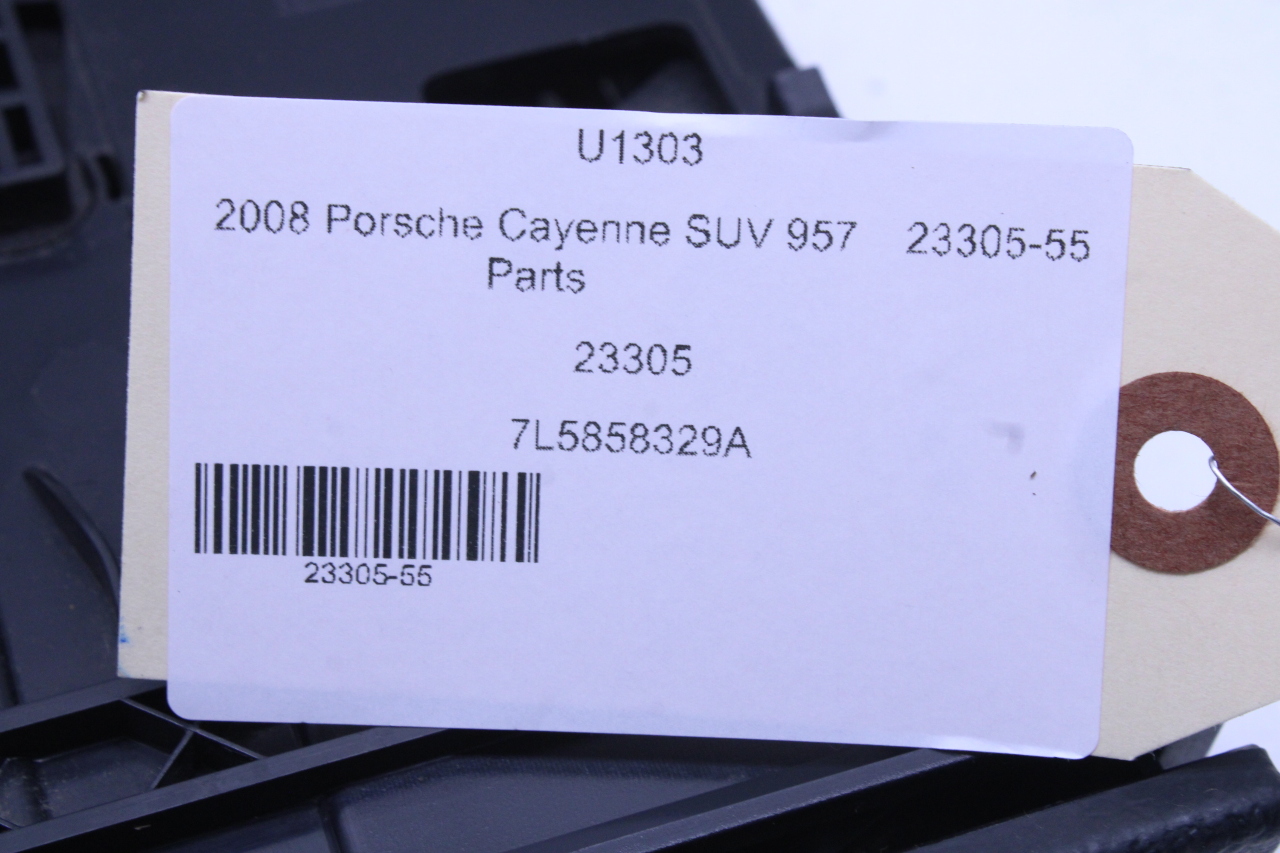 U1303
2008 Porsche Cayenne SUV 957 23305-55
Parts
23305
7L5858329A
23305-55